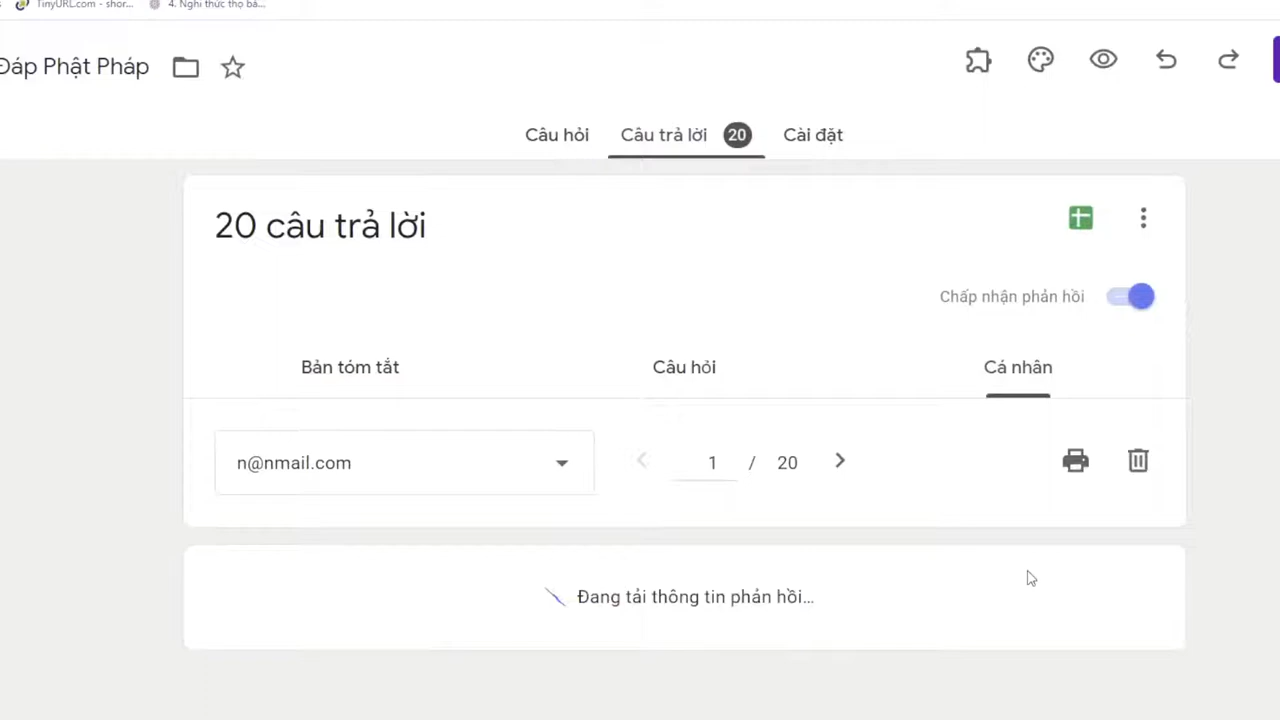 TinyURL.com - shor...
4. Nghi thức thọ bá...
Đáp Phật Pháp
Câu hỏi
Câu trả lời 20
Cài đặt
20 câu trả lời
Chấp nhận phản hồi
Bản tóm tắt
Câu hỏi
Cá nhân
n@nmail.com
1 / 20
Đang tải thông tin phản hồi...